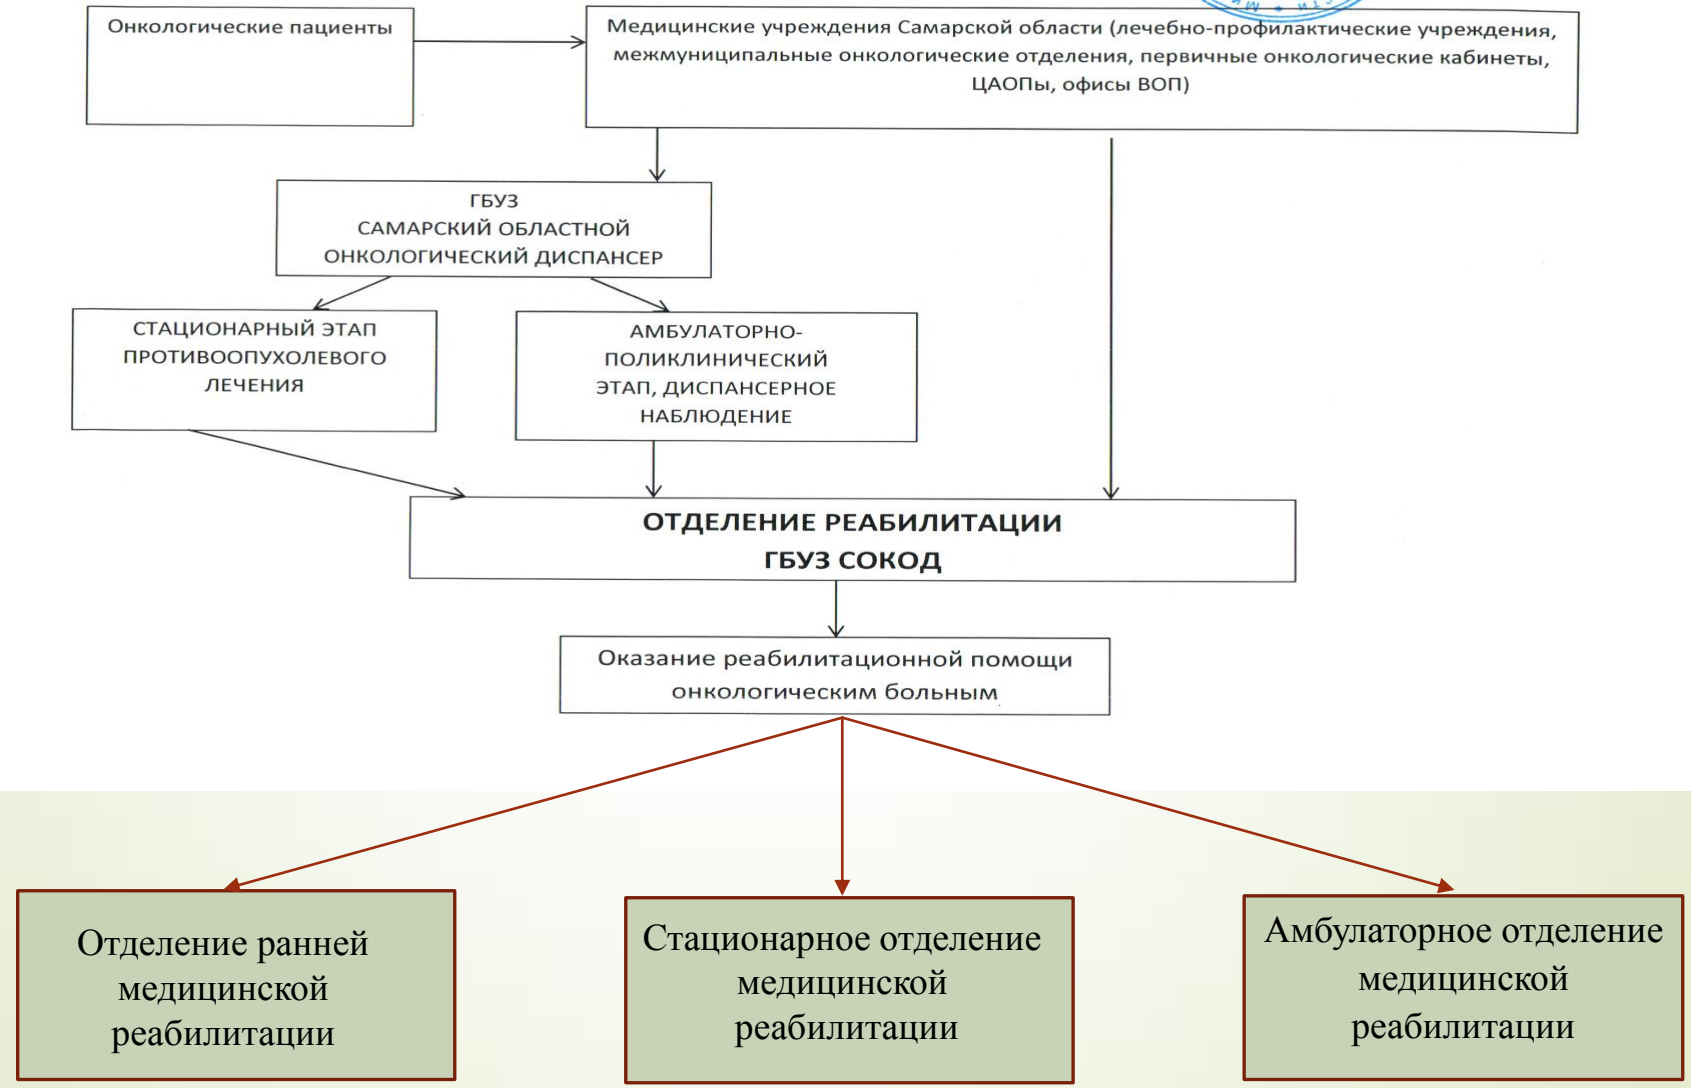 Онкологические пациенты
Медицинские учреждения Самарской области (лечебно-профилактические учреждения,
межмуниципальные онкологические отделения, первичные онкологические кабинеты,
ЦАОПы, офисы ВОП)
ГБУЗ
САМАРСКИЙ ОБЛАСТНОЙ
ОНКОЛОГИЧЕСКИЙ ДИСПАНСЕР
СТАЦИОНАРНЫЙ ЭТАП
ПРОТИВООПУХОЛЕВОГО
ЛЕЧЕНИЯ
АМБУЛАТОРНО-
ПОЛИКЛИНИЧЕСКИЙ
ЭТАП, ДИСПАНСЕРНОЕ
НАБЛЮДЕНИЕ
ОТДЕЛЕНИЕ РЕАБИЛИТАЦИИ
ГБУЗ СОКОД
Оказание реабилитационной помощи
онкологическим больным
Отделение ранней
медицинской
реабилитации
Стационарное отделение
медицинской
реабилитации
Амбулаторное отделение
медицинской
реабилитации